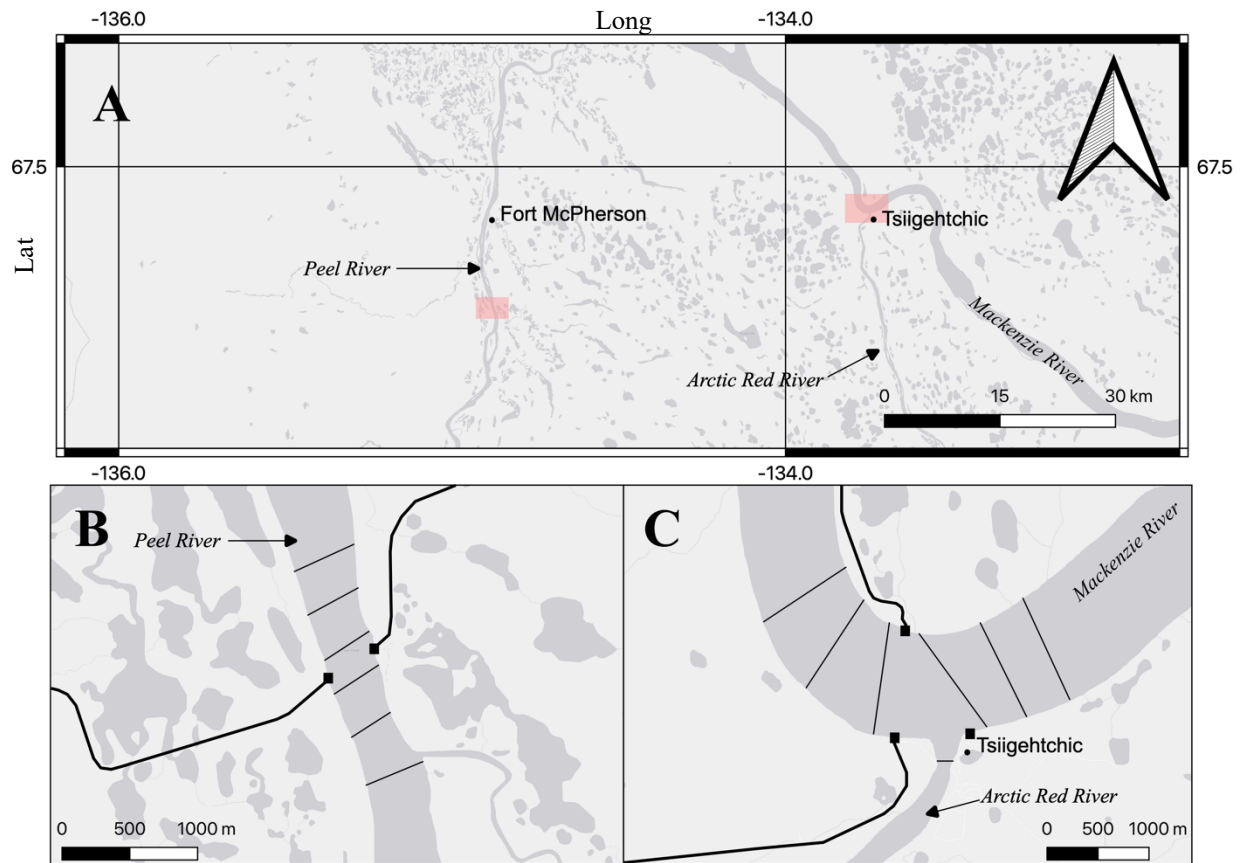 Long
-136.0
-134.0
A
67.5
67.5
Fort McPherson
Tsiigehtchic
Lat
Peel River
Mackenzie River
Arctic Red River
0
15
30 km
-136.0
-134.0
B
Peel River
0
500
1000 m
C
Mackenzie River
Tsiigehtchic
Arctic Red River
0
500
1000 m